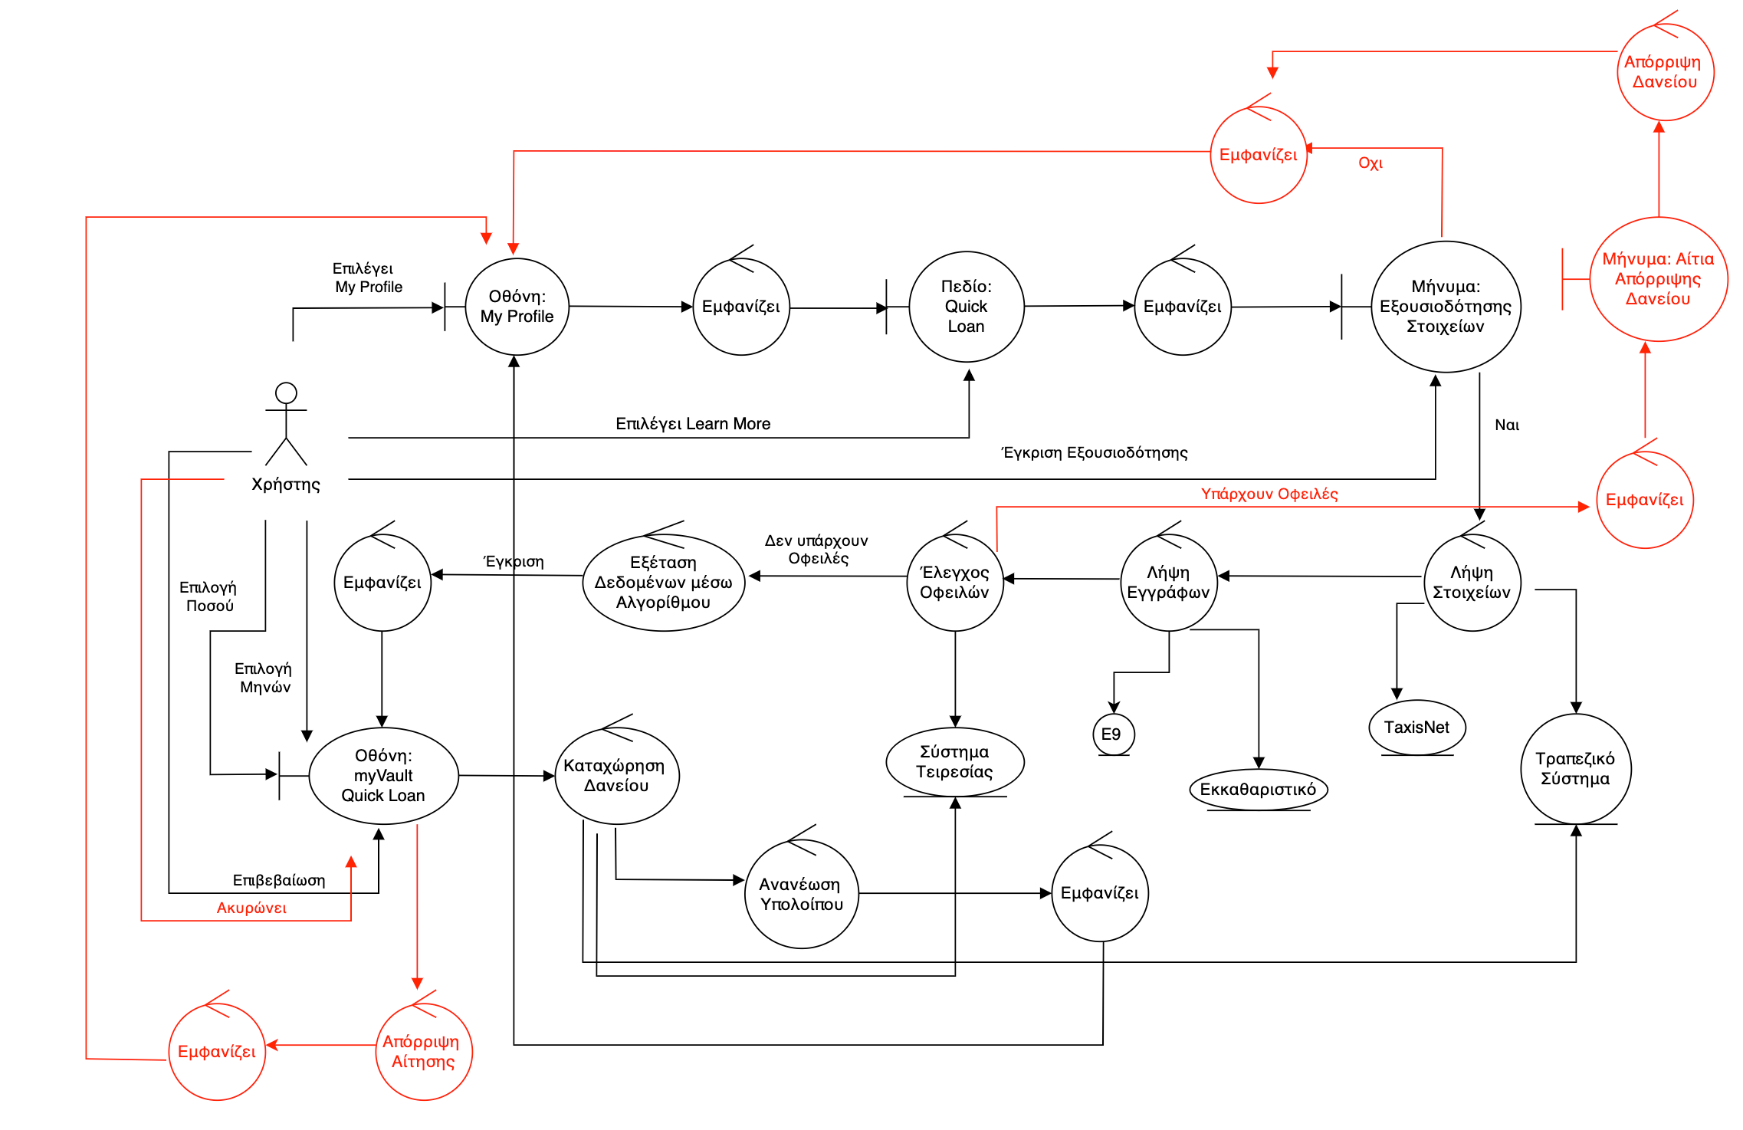 Απόρριψη
Δανείου
Εμφανίζει
Οχι
Επιλέγει
My Profile
Οθόνη:
My Profile
Εμφανίζει
Πεδίο:
Quick
Loan
Εμφανίζει
Μήνυμα:
Εξουσιοδότησης
Στοιχείων
Μήνυμα: Αίτια
Απόρριψης
Δανείου
Επιλέγει Learn More
Ναι
Έγκριση Εξουσιοδότησης
Χρήστης
Υπάρχουν Οφειλές
Εμφανίζει
Επιλογή
Ποσού
Εμφανίζει
Έγκριση
Εξέταση
Δεδομένων μέσω
Αλγορίθμου
Δεν υπάρχουν
Οφειλές
Έλεγχος
Οφειλών
Λήψη
Εγγράφων
Λήψη
Στοιχείων
Επιλογή
Μηνών
Οθόνη:
myVault
Quick Loan
Καταχώρηση
Δανείου
Σύστημα
Τειρεσίας
E9
Εκκαθαριστικό
TaxisNet
Τραπεζικό
Σύστημα
Επιβεβαίωση
Ακυρώνει
Ανανέωση
Υπολοίπου
Εμφανίζει
Εμφανίζει
Απόρριψη
Αίτησης